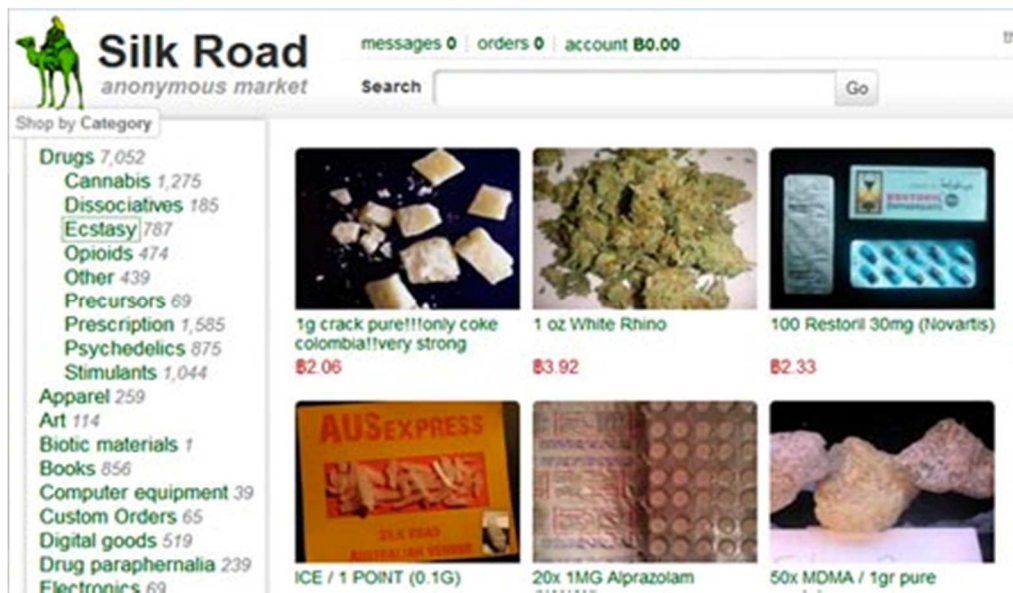 Silk Road
anonymous market
messages 0 | orders 0 | account ฿0.00
Search
Go
Shop by Category
Drugs 7,052
Cannabis 1,275
Dissociatives 185
Ecstasy 787
Opioids 474
Other 439
Precursors 69
Prescription 1,585
Psychedelics 875
Stimulants 1,044
Apparel 259
Art 114
Biotic materials 1
Books 856
Computer equipment 39
Custom Orders 65
Digital goods 519
Drug paraphernalia 239
Electronics 69
1g crack pure!!!only coke
colombia!!very strong
฿2.06
1 oz White Rhino
฿3.92
RESTORIL
100 Restoril 30mg (Novartis)
฿2.33
AUSEXPRESS
SILK ROAD
AUSTRALIAN VENDOR
ICE / 1 POINT (0.1G)
20x 1MG Alprazolam
50x MDMA / 1gr pure